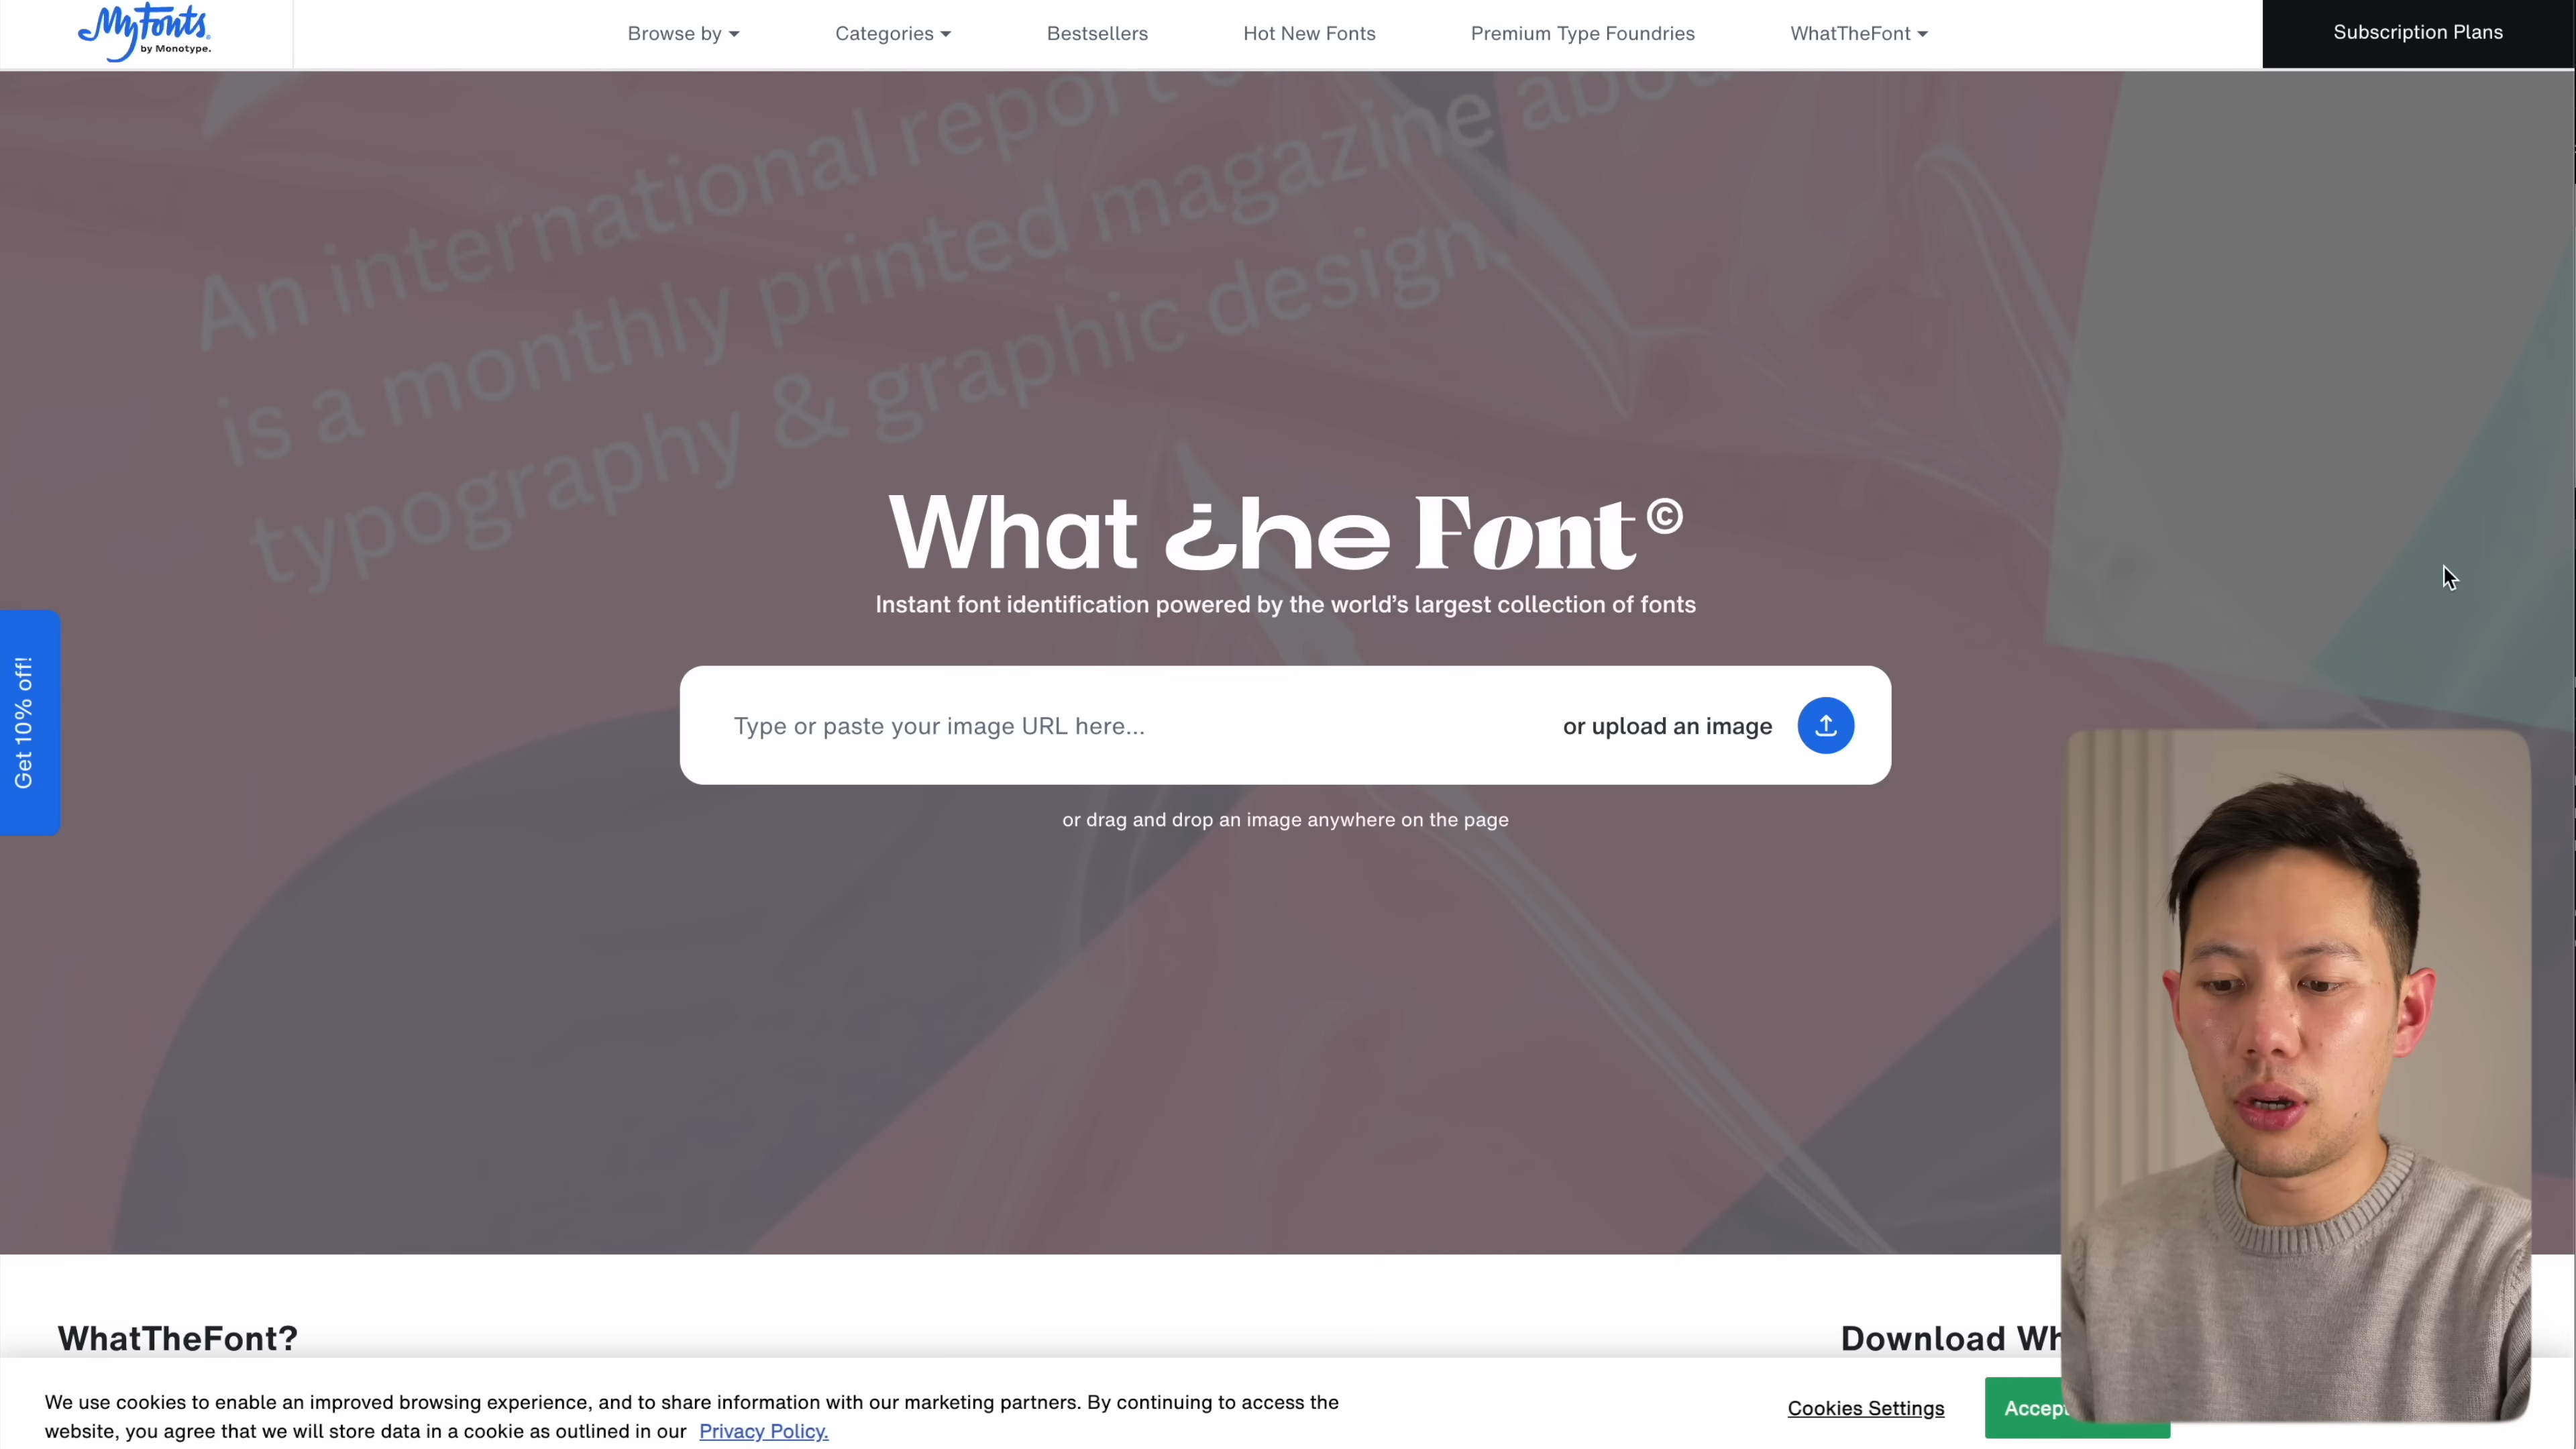 MyFonts
by Monotype.
Browse by
Categories
Bestsellers
Hot New Fonts
Premium Type Foundries
WhatTheFont
Subscription Plans
An international report
is a monthly printed magazine
typography & graphic design.
What ¿he Font©
Instant font identification powered by the world’s largest collection of fonts
Type or paste your image URL here...
or upload an image
or drag and drop an image anywhere on the page
Get 10% off!
WhatTheFont?
Download Wh
We use cookies to enable an improved browsing experience, and to share information with our marketing partners. By continuing to access the
website, you agree that we will store data in a cookie as outlined in our Privacy Policy.
Cookies Settings
Accept